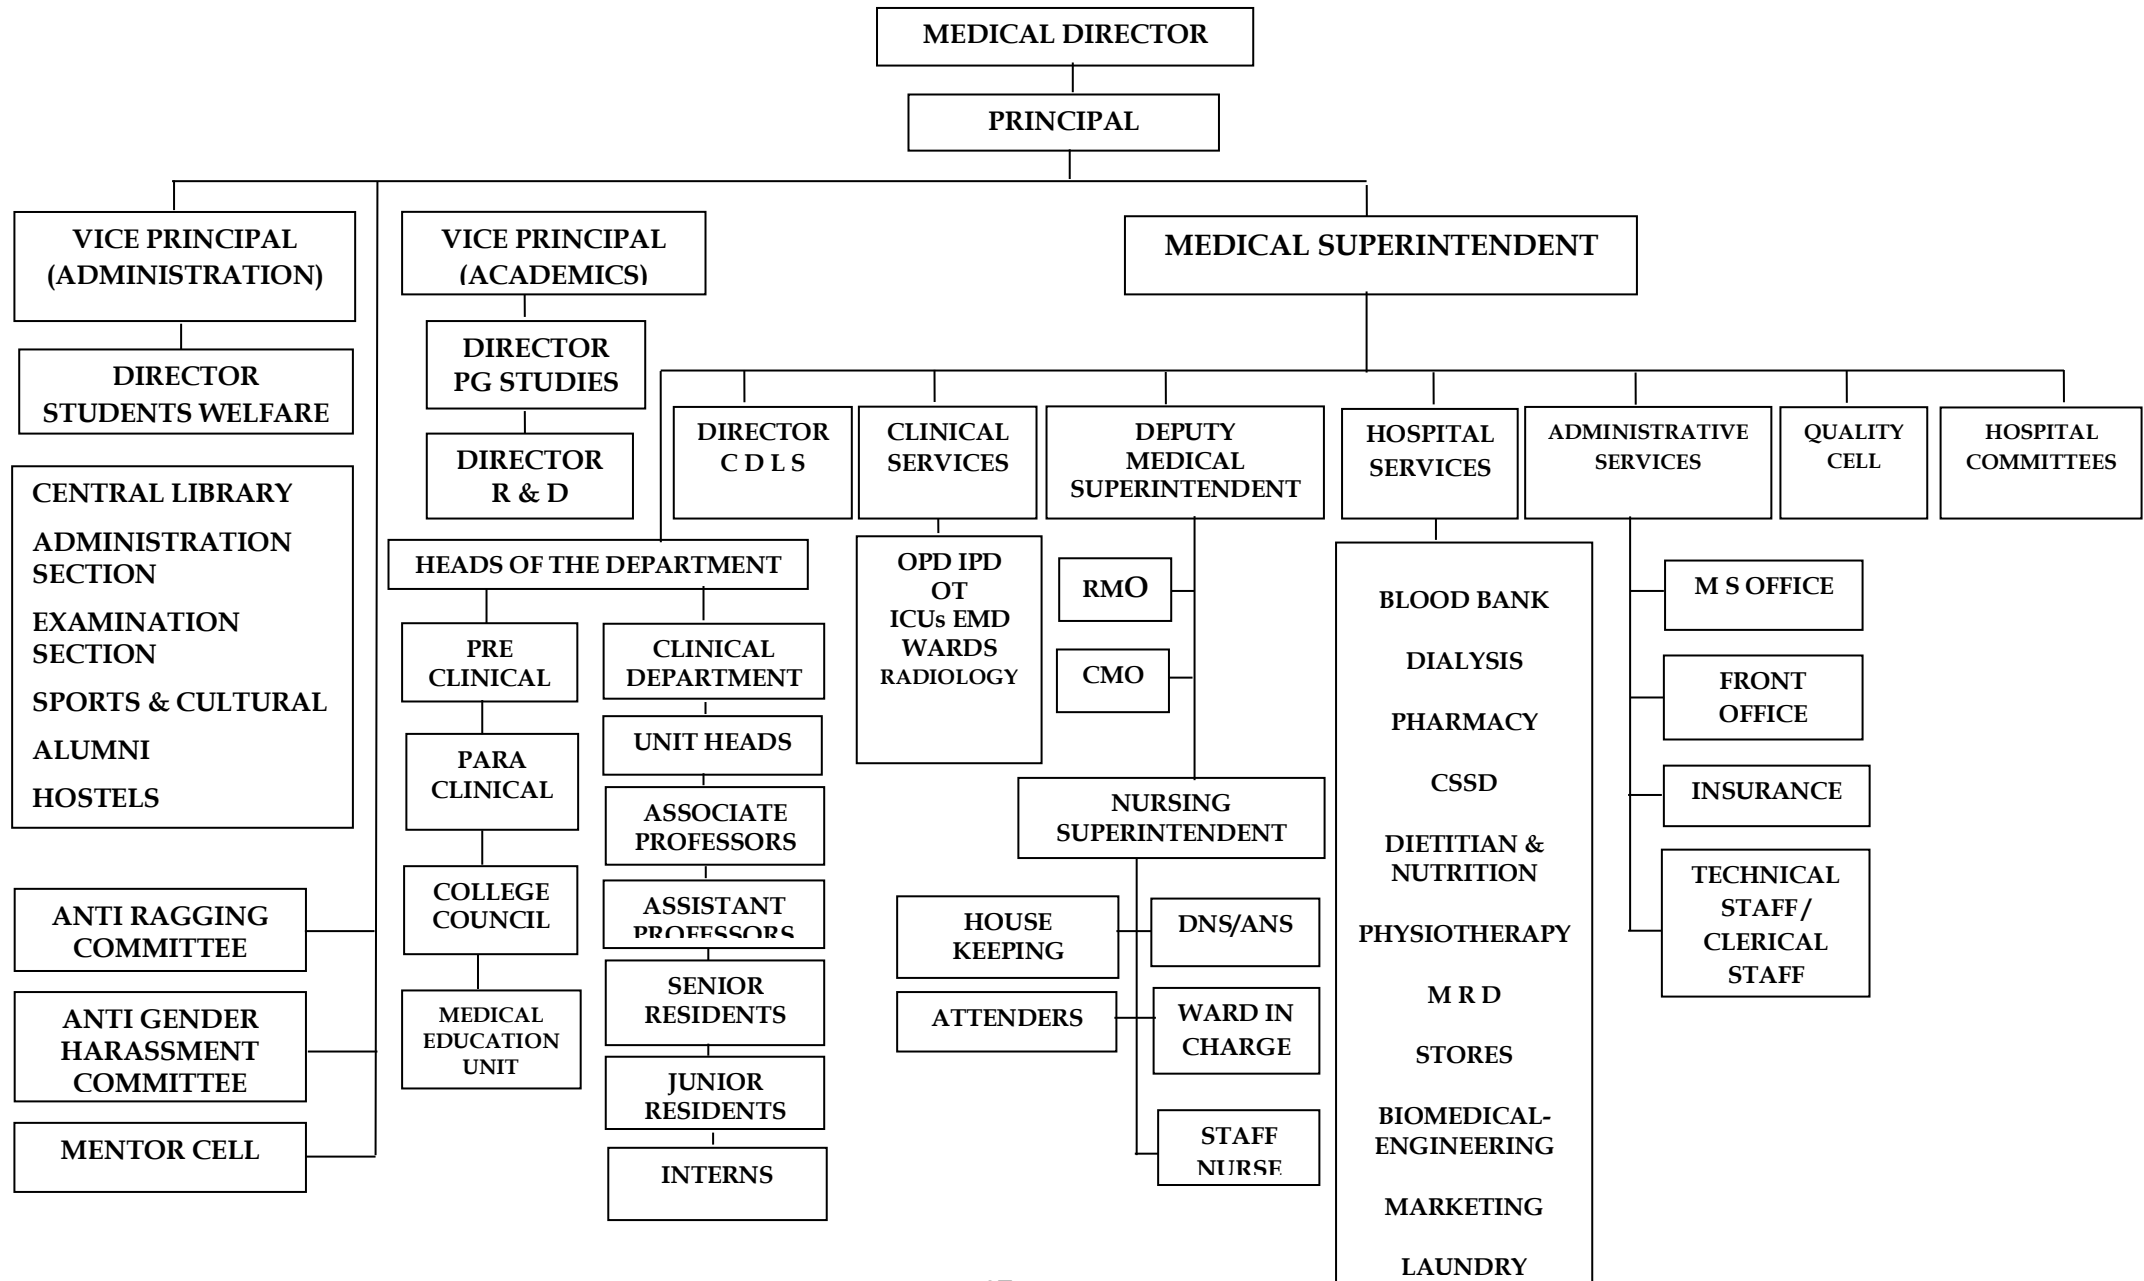 MEDICAL DIRECTOR
PRINCIPAL
VICE PRINCIPAL
(ADMINISTRATION)
VICE PRINCIPAL
(ACADEMICS)
MEDICAL SUPERINTENDENT
DIRECTOR
STUDENTS WELFARE
DIRECTOR
PG STUDIES
DIRECTOR
R & D
CENTRAL LIBRARY
ADMINISTRATION
SECTION
EXAMINATION
SECTION
SPORTS & CULTURAL
ALUMNI
HOSTELS
ANTI RAGGING
COMMITTEE
ANTI GENDER
HARASSMENT
COMMITTEE
MENTOR CELL
DIRECTOR
C D L S
CLINICAL
SERVICES
DEPUTY
MEDICAL
SUPERINTENDENT
HOSPITAL
SERVICES
ADMINISTRATIVE
SERVICES
QUALITY
CELL
HOSPITAL
COMMITTEES
HEADS OF THE DEPARTMENT
PRE
CLINICAL
PARA
CLINICAL
COLLEGE
COUNCIL
MEDICAL
EDUCATION
UNIT
CLINICAL
DEPARTMENT
UNIT HEADS
ASSOCIATE
PROFESSORS
ASSISTANT
PROFESSORS
SENIOR
RESIDENTS
JUNIOR
RESIDENTS
INTERNS
OPD IPD
OT
ICUs EMD
WARDS
RADIOLOGY
RMO
CMO
NURSING
SUPERINTENDENT
HOUSE
KEEPING
DNS/ANS
ATTENDERS
WARD IN
CHARGE
STAFF
NURSE
BLOOD BANK
DIALYSIS
PHARMACY
CSSD
DIETITIAN &
NUTRITION
PHYSIOTHERAPY
M R D
STORES
BIOMEDICAL-
ENGINEERING
MARKETING
LAUNDRY
M S OFFICE
FRONT
OFFICE
INSURANCE
TECHNICAL
STAFF/
CLERICAL
STAFF